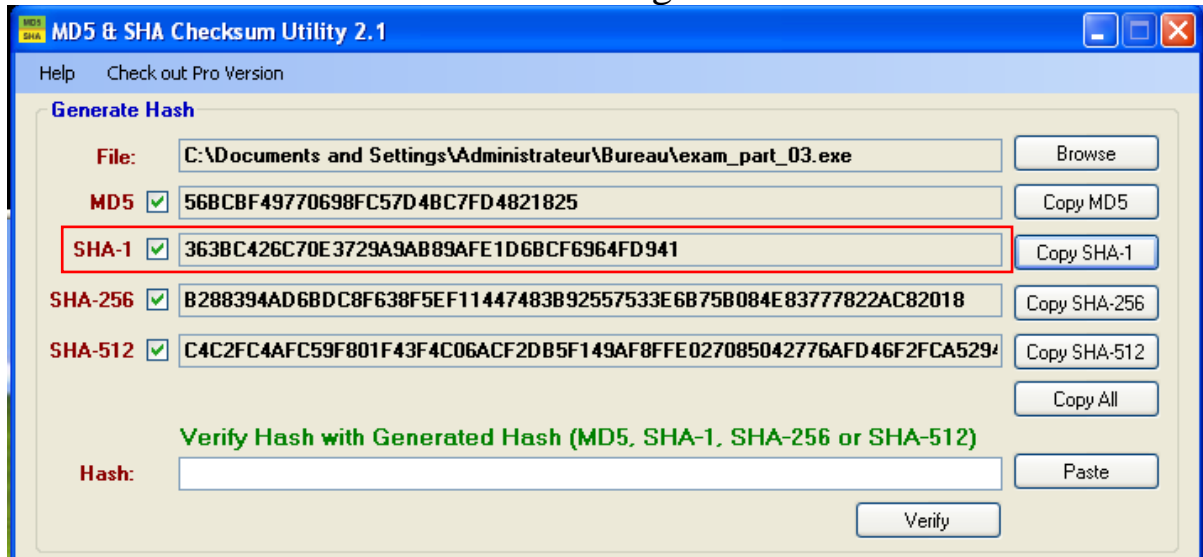 MD5 SHA MD5 & SHA Checksum Utility 2.1
Help Check out Pro Version
Generate Hash
File: C:\Documents and Settings\Administrateur\Bureau\exam_part_03.exe Browse
MD5 56BCBF49770698FC57D4BC7FD4821825 Copy MD5
SHA-1 363BC426C70E3729A9AB89AFE1D6BCF6964FD941 Copy SHA-1
SHA-256 B288394AD6BDC8F638F5EF11447483B92557533E6B75B084E83777822AC82018 Copy SHA-256
SHA-512 C4C2FC4AFC59F801F43F4C06ACF2DB5F149AF8FFE027085042776AFD46F2FCA529 Copy SHA-512
Copy All
Verify Hash with Generated Hash (MD5, SHA-1, SHA-256 or SHA-512)
Hash: Paste
Verify